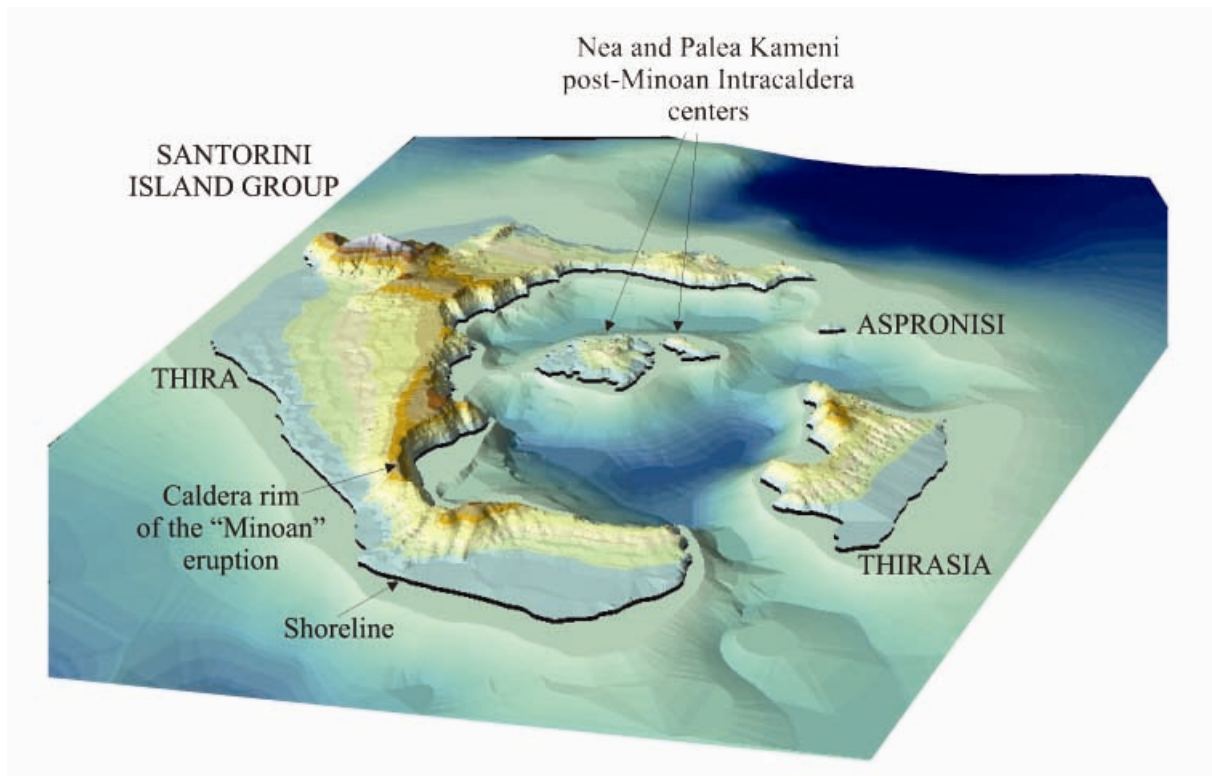 Nea and Palea Kameni
post-Minoan Intracaldera
centers
SANTORINI
ISLAND GROUP
ASPRONISI
THIRA
Caldera rim
of the “Minoan”
eruption
THIRASIA
Shoreline